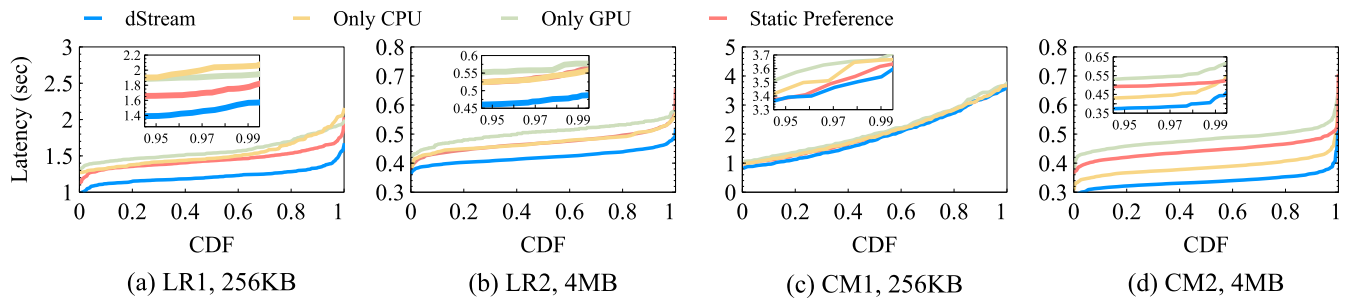 dStream Only CPU Only GPU Static Preference
Latency (sec)
3
2.5
2
1.5
1
2.2
2
1.8
1.6
1.4
0.95 0.97 0.99
0 0.2 0.4 0.6 0.8 1
CDF
(a) LR1, 256KB
0.8
0.7
0.6
0.5
0.4
0.3
0.6
0.55
0.5
0.45
0.95 0.97 0.99
0 0.2 0.4 0.6 0.8 1
CDF
(b) LR2, 4MB
5
4
3
2
1
0
3.7
3.6
3.5
3.4
3.3
0.95 0.97 0.99
0 0.2 0.4 0.6 0.8 1
CDF
(c) CM1, 256KB
0.8
0.7
0.6
0.5
0.4
0.3
0.65
0.55
0.45
0.35
0.95 0.97 0.99
0 0.2 0.4 0.6 0.8 1
CDF
(d) CM2, 4MB